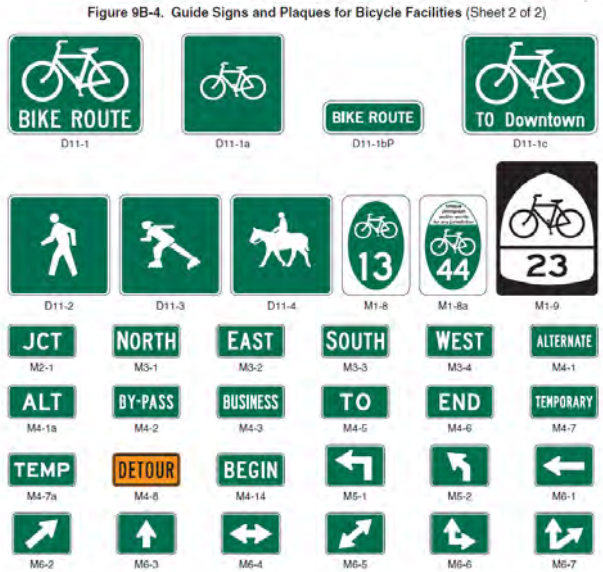 Figure 9B-4. Guide Signs and Plaques for Bicycle Facilities (Sheet 2 of 2)
BIKE ROUTE
BIKE ROUTE
TO Downtown
D11-1
D11-1a
D11-1bP
D11-1c
13
44
23
D11-2
D11-3
D11-4
M1-8
M1-8a
M1-9
JCT
NORTH
EAST
SOUTH
WEST
ALTERNATE
M2-1
M3-1
M3-2
M3-3
M3-4
M4-1
ALT
BY-PASS
BUSINESS
TO
END
TEMPORARY
M4-1a
M4-2
M4-3
M4-5
M4-6
M4-7
TEMP
DETOUR
BEGIN
M4-7a
M4-8
M4-14
M5-1
M5-2
M6-1
M6-2
M6-3
M6-4
M6-5
M6-6
M6-7